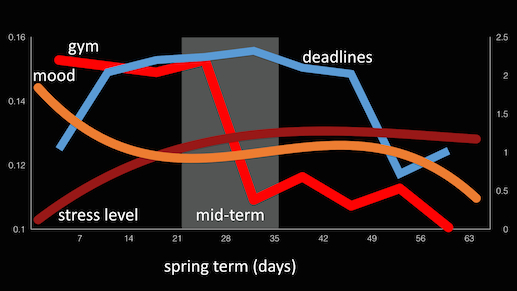 0.16
2.5
gym
deadlines
2
mood
0.14
1.5
1
0.12
0.5
stress level
mid-term
0.1
0
7 14 21 28 35 42 49 56 63
spring term (days)